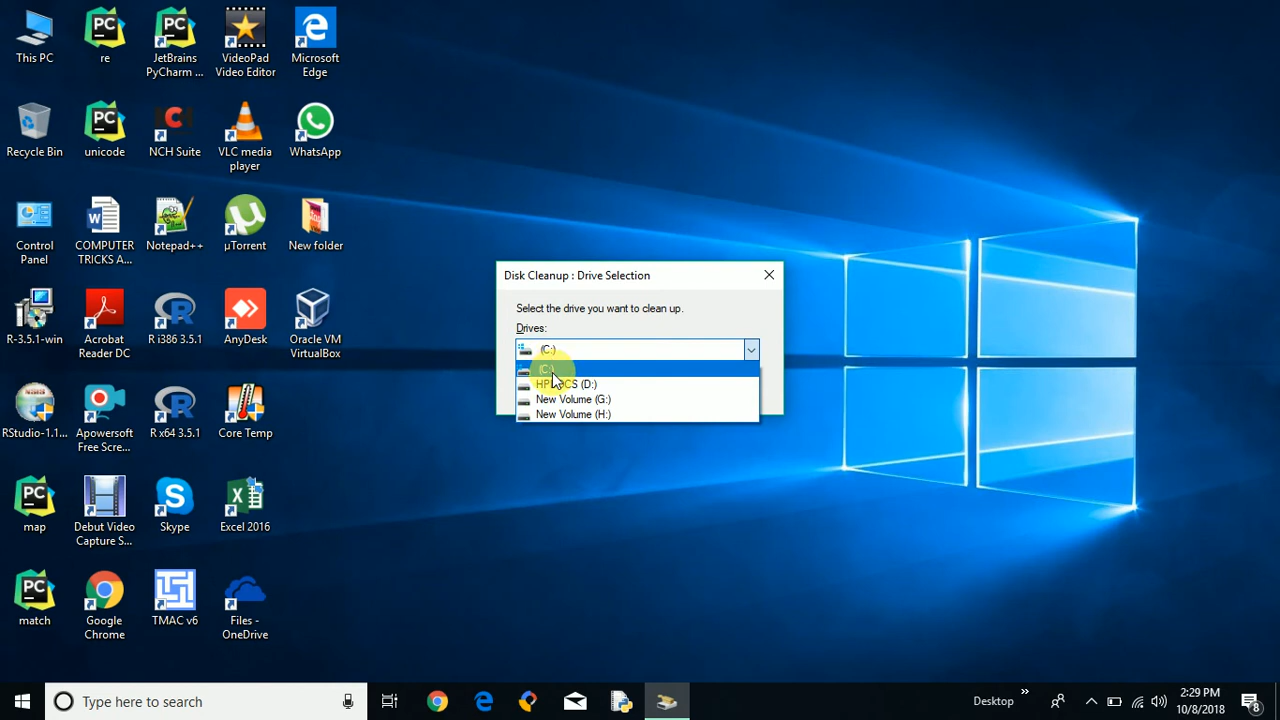 This PC
re
JetBrains
PyCharm ...
VideoPad
Video Editor
Microsoft
Edge
Recycle Bin
unicode
NCH Suite
VLC media
player
WhatsApp
Control
Panel
COMPUTER
TRICKS A...
Notepad++
µTorrent
New folder
R-3.5.1-win
Acrobat
Reader DC
R i386 3.5.1
AnyDesk
Oracle VM
VirtualBox
RStudio-1.1...
Apowersoft
Free Scre...
R x64 3.5.1
Core Temp
map
Debut Video
Capture S...
Skype
Excel 2016
match
Google
Chrome
TMAC v6
Files -
OneDrive
Disk Cleanup : Drive Selection
Select the drive you want to clean up.
Drives:
(C:)
(C:)
(D:)
New Volume (G:)
New Volume (H:)
Type here to search
Desktop
2:29 PM
10/8/2018
8